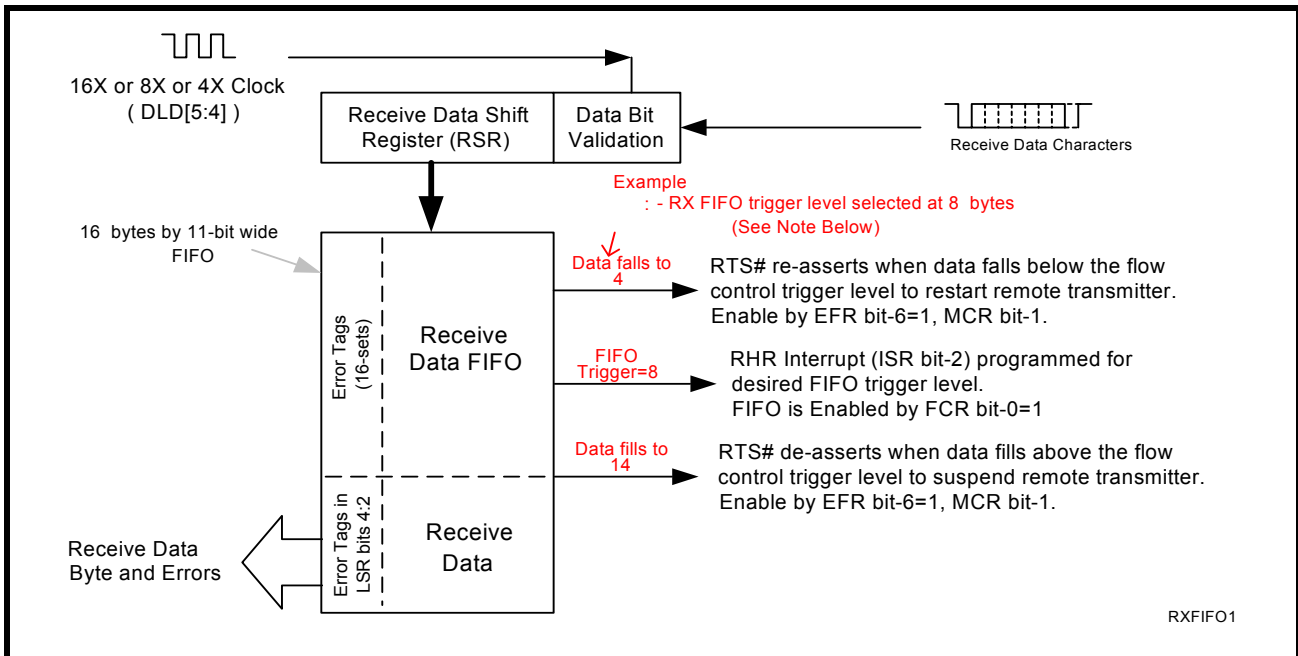 16X or 8X or 4X Clock
( DLD[5:4] )
Receive Data Shift
Register (RSR)
Data Bit
Validation
Receive Data Characters
Example
: - RX FIFO trigger level selected at 8 bytes
(See Note Below)
16 bytes by 11-bit wide
FIFO
Error Tags
(16-sets)
Receive
Data FIFO
Data falls to
4
RTS# re-asserts when data falls below the flow
control trigger level to restart remote transmitter.
Enable by EFR bit-6=1, MCR bit-1.
FIFO
Trigger=8
RHR Interrupt (ISR bit-2) programmed for
desired FIFO trigger level.
FIFO is Enabled by FCR bit-0=1
Data fills to
14
RTS# de-asserts when data fills above the flow
control trigger level to suspend remote transmitter.
Enable by EFR bit-6=1, MCR bit-1.
Error Tags in
LSR bits 4:2
Receive
Data
Receive Data
Byte and Errors
RXFIFO1